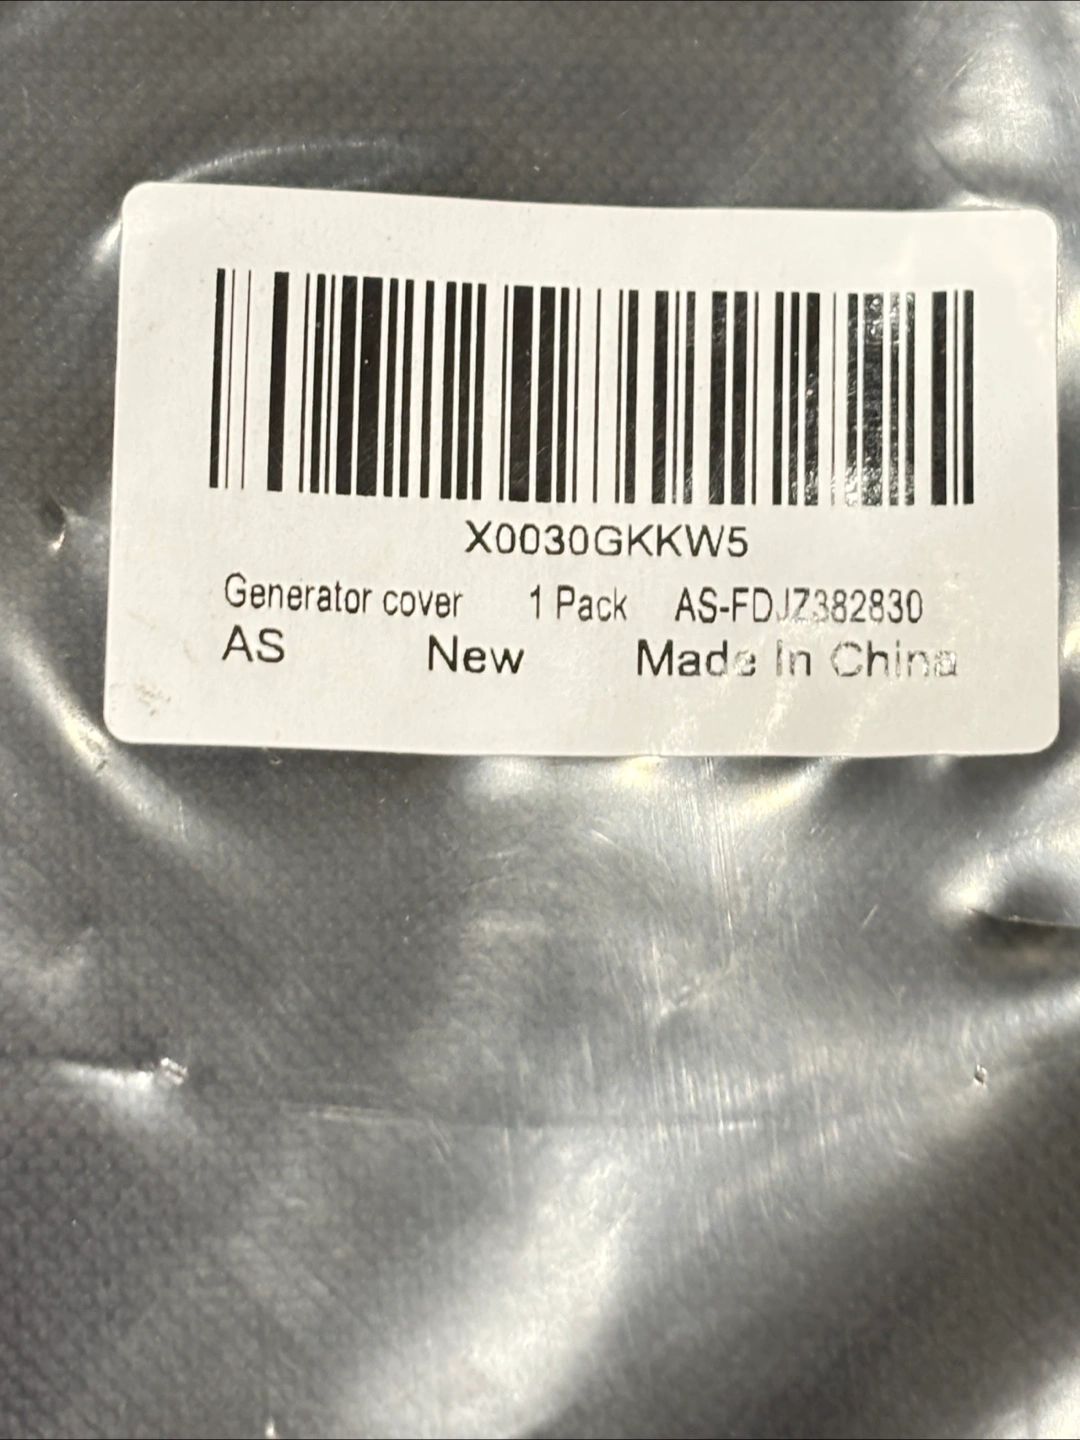 X0030GKKW5
Generator cover 1 Pack AS-FDJZ382830
AS New Made In China